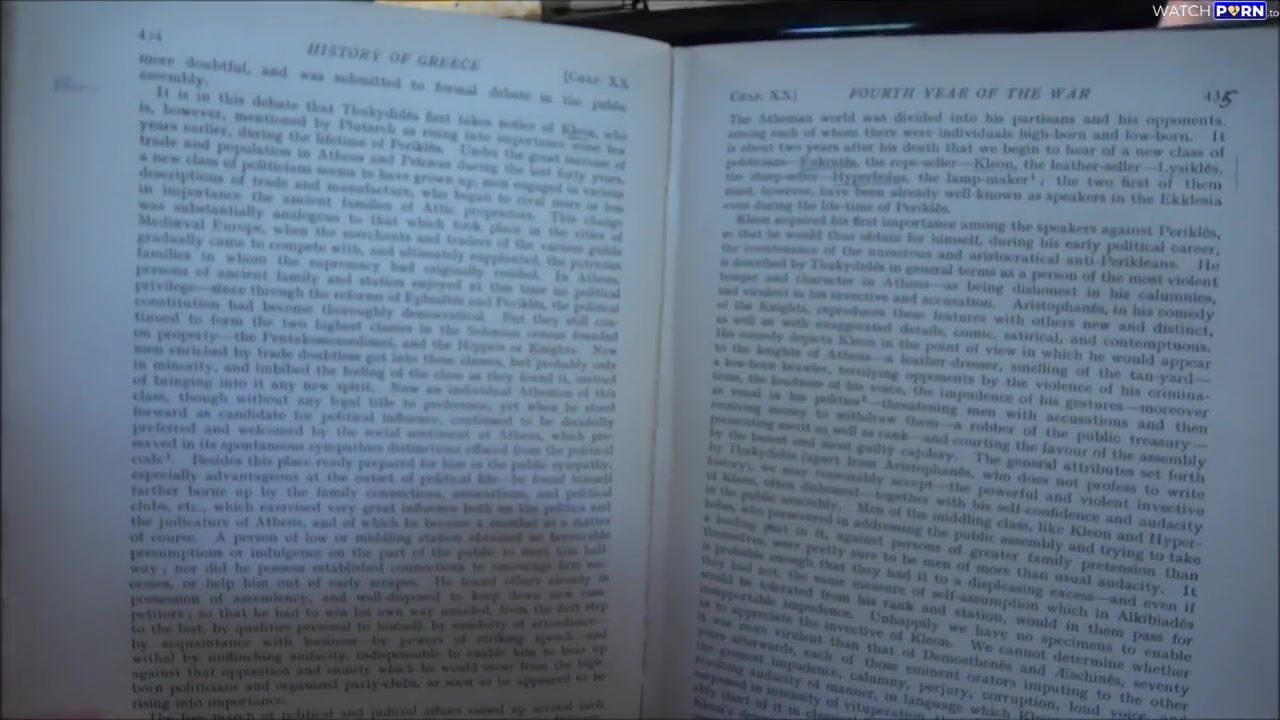 WATCH PORN.to
434
HISTORY OF GREECE
[CHAP. XX
more doubtful, and was submitted to formal debate in the public
assembly.
It is in this debate that Thukydidês first takes notice of Kleon, who
is, however, mentioned by Plutarch as rising into importance some few
years earlier, during the lifetime of Periklês. Under the great increase of
trade and population in Athens and Peiræus during the last forty years,
a new class of politicians seems to have grown up, men engaged in various
descriptions of trade and manufacture, who began to rival more or less
in importance the ancient families of Attic proprietors. This change
was substantially analogous to that which took place in the cities of
Mediæval Europe, when the merchants and traders of the various guilds
gradually came to compete with, and ultimately supplanted, the patrician
families in whom the supremacy had originally resided. In Athens,
persons of ancient family and station enjoyed at this time no political
privilege—since through the reforms of Ephialtês and Periklês, the political
constitution had become thoroughly democratical. But they still con-
tinued to form the two highest classes in the Solonian census founded
on property—the Pentakosiomedimni, and the Hippeis or Knights. New
men enriched by trade doubtless got into these classes, but probably only
in minority, and imbibed the feeling of the class as they found it, instead
of bringing into it any new spirit. Now an individual Athenian of this
class, though without any legal title to preference, yet when he stood
forward as candidate for political influence, continued to be decidedly
preferred and welcomed by the social sentiment at Athens, which pre-
served in its spontaneous sympathies distinctions effaced from the political
code¹. Besides this place ready prepared for him in the public sympathy,
especially advantageous at the outset of political life—he found himself
farther borne up by the family connections, associations, and political
clubs, etc., which exercised very great influence both on the politics and
the judicature of Athens, and of which he became a member as a matter
of course. A person of low or middling station obtained no favourable
presumptions or indulgence on the part of the public to meet him half-
way; nor did he possess established connections to encourage first suc-
cesses, or help him out of early scrapes. He found others already in
possession of ascendency, and well-disposed to keep down new com-
petitors; so that he had to win his own way unaided, from the first step
to the last, by qualities personal to himself, by assiduity of attendance—
by acquaintance with business—by powers of striking speech—and
withal by unflinching audacity, indispensable to enable him to bear up
against that opposition and enmity which he would incur from the high-
born politicians and organized party-clubs, as soon as he appeared to be
rising into importance.
The free march of political and judicial affairs raised up several such
CHAP. XX]
FOURTH YEAR OF THE WAR
435
The Athenian world was divided into his partisans and his opponents,
among each of whom there were individuals high-born and low-born. It
is about two years after his death that we begin to hear of a new class of
politicians—Eukratês, the rope-seller—Kleon, the leather-seller—Lysiklês,
the sheep-seller—Hyperbolus, the lamp-maker¹; the two first of them
must, however, have been already well-known as speakers in the Ekklesia
even during the life-time of Periklês.
Kleon acquired his first importance among the speakers against Periklês,
so that he would thus obtain for himself, during his early political career,
the countenance of the numerous and aristocratical anti-Perikleans. He
is described by Thukydidês in general terms as a person of the most violent
temper and character in Athens—as being dishonest in his calumnies,
and virulent in his invective and accusation. Aristophanês, in his comedy
of the Knights, reproduces these features with others new and distinct,
as well as with exaggerated details, comic, satirical, and contemptuous.
His comedy depicts Kleon in the point of view in which he would appear
to the knights of Athens—a leather-dresser, smelling of the tan-yard—
a low-born brawler, terrifying opponents by the violence of his crimina-
tions, the loudness of his voice, the impudence of his gestures—moreover
as venal in his politics²—threatening men with accusations and then
receiving money to withdraw them—a robber of the public treasury—
persecuting merit as well as rank—and courting the favour of the assembly
by the basest and most guilty cajolery. The general attributes set forth
by Thukydidês (apart from Aristophanês, who does not profess to write
history), we may reasonably accept—the powerful and violent invective
of Kleon, often dishonest—together with his self-confidence and audacity
in the public assembly. Men of the middling class, like Kleon and Hyper-
bolus, who persevered in addressing the public assembly and trying to take
a leading part in it, against persons of greater family pretension than
themselves, were pretty sure to be men of more than usual audacity. It
is probable enough that they had it to a displeasing excess—and even if
they had not, the same measure of self-assumption which in Alkibiadês
would be tolerated from his rank and station, would in them pass for
insupportable impudence. Unhappily we have no specimens to enable
us to appreciate the invective of Kleon. We cannot determine whether
it was more virulent than that of Demosthenês and Æschinês, seventy
years afterwards, each of those eminent orators imputing to the other
the grossest impudence, calumny, perjury, corruption, loud voice, and
revolting audacity of manner, in language which Kleon
surpassed in intensity of vituperation,
ably short of it in classical
Kleon's